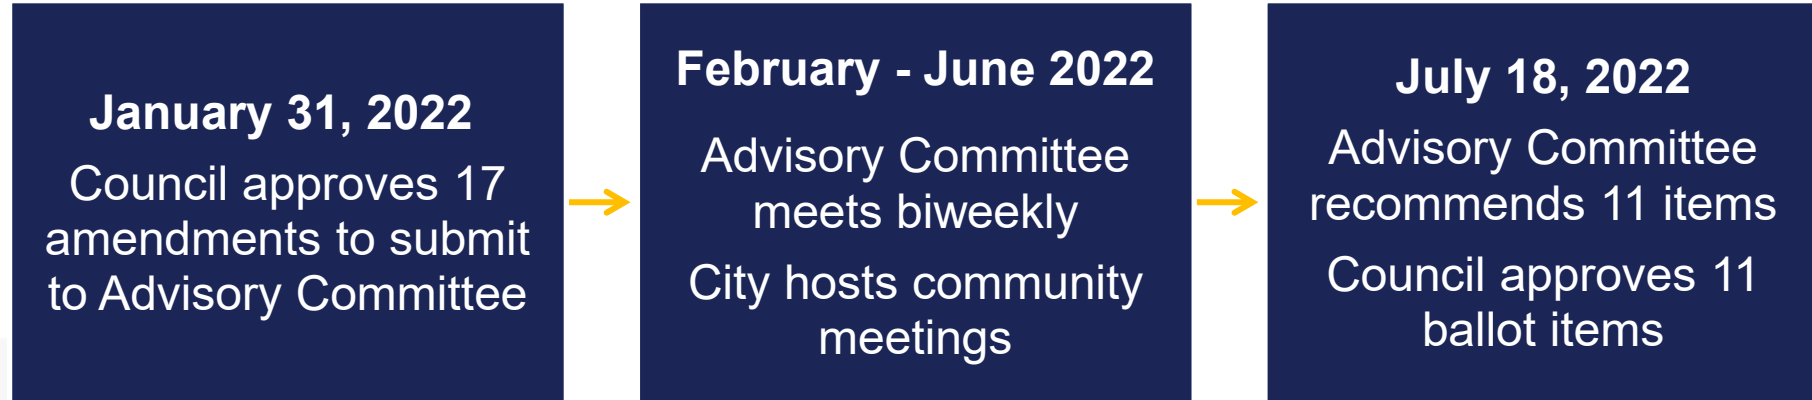 January 31, 2022
Council approves 17
amendments to submit
to Advisory Committee
February - June 2022
Advisory Committee
meets biweekly
City hosts community
meetings
July 18, 2022
Advisory Committee
recommends 11 items
Council approves 11
ballot items